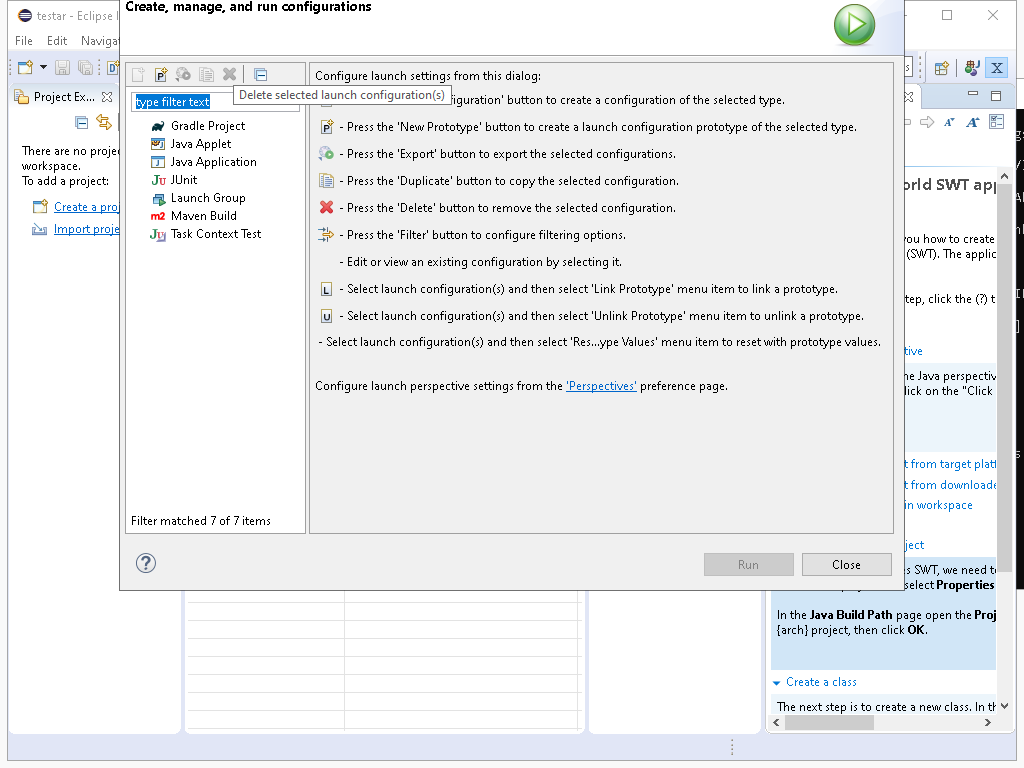 Create, manage, and run configurations
testar - Eclipse I
File Edit Navigat
Configure launch settings from this dialog:
Delete selected launch configuration(s)
type filter text
guration' button to create a configuration of the selected type.
Project Ex...
Gradle Project
- Press the 'New Prototype' button to create a launch configuration prototype of the selected type.
Java Applet
There are no proje
- Press the 'Export' button to export the selected configurations.
Java Application
workspace.
To add a project:
JUnit
- Press the 'Duplicate' button to copy the selected configuration.
orld SWT app
Launch Group
Create a proj
- Press the 'Delete' button to remove the selected configuration.
m2 Maven Build
Import proje
Task Context Test
- Press the 'Filter' button to configure filtering options.
you how to create
(SWT). The applic
- Edit or view an existing configuration by selecting it.
- Select launch configuration(s) and then select 'Link Prototype' menu item to link a prototype.
tep, click the (?) t
- Select launch configuration(s) and then select 'Unlink Prototype' menu item to unlink a prototype.
- Select launch configuration(s) and then select 'Res...ype Values' menu item to reset with prototype values.
tive
he Java perspectiv
Configure launch perspective settings from the 'Perspectives' preference page.
lick on the "Click
t from target platf
t from downloade
in workspace
Filter matched 7 of 7 items
ject
Run
Close
s SWT, we need to
select Properties
In the Java Build Path page open the Proj
{arch} project, then click OK.
Create a class
The next step is to create a new class. In th